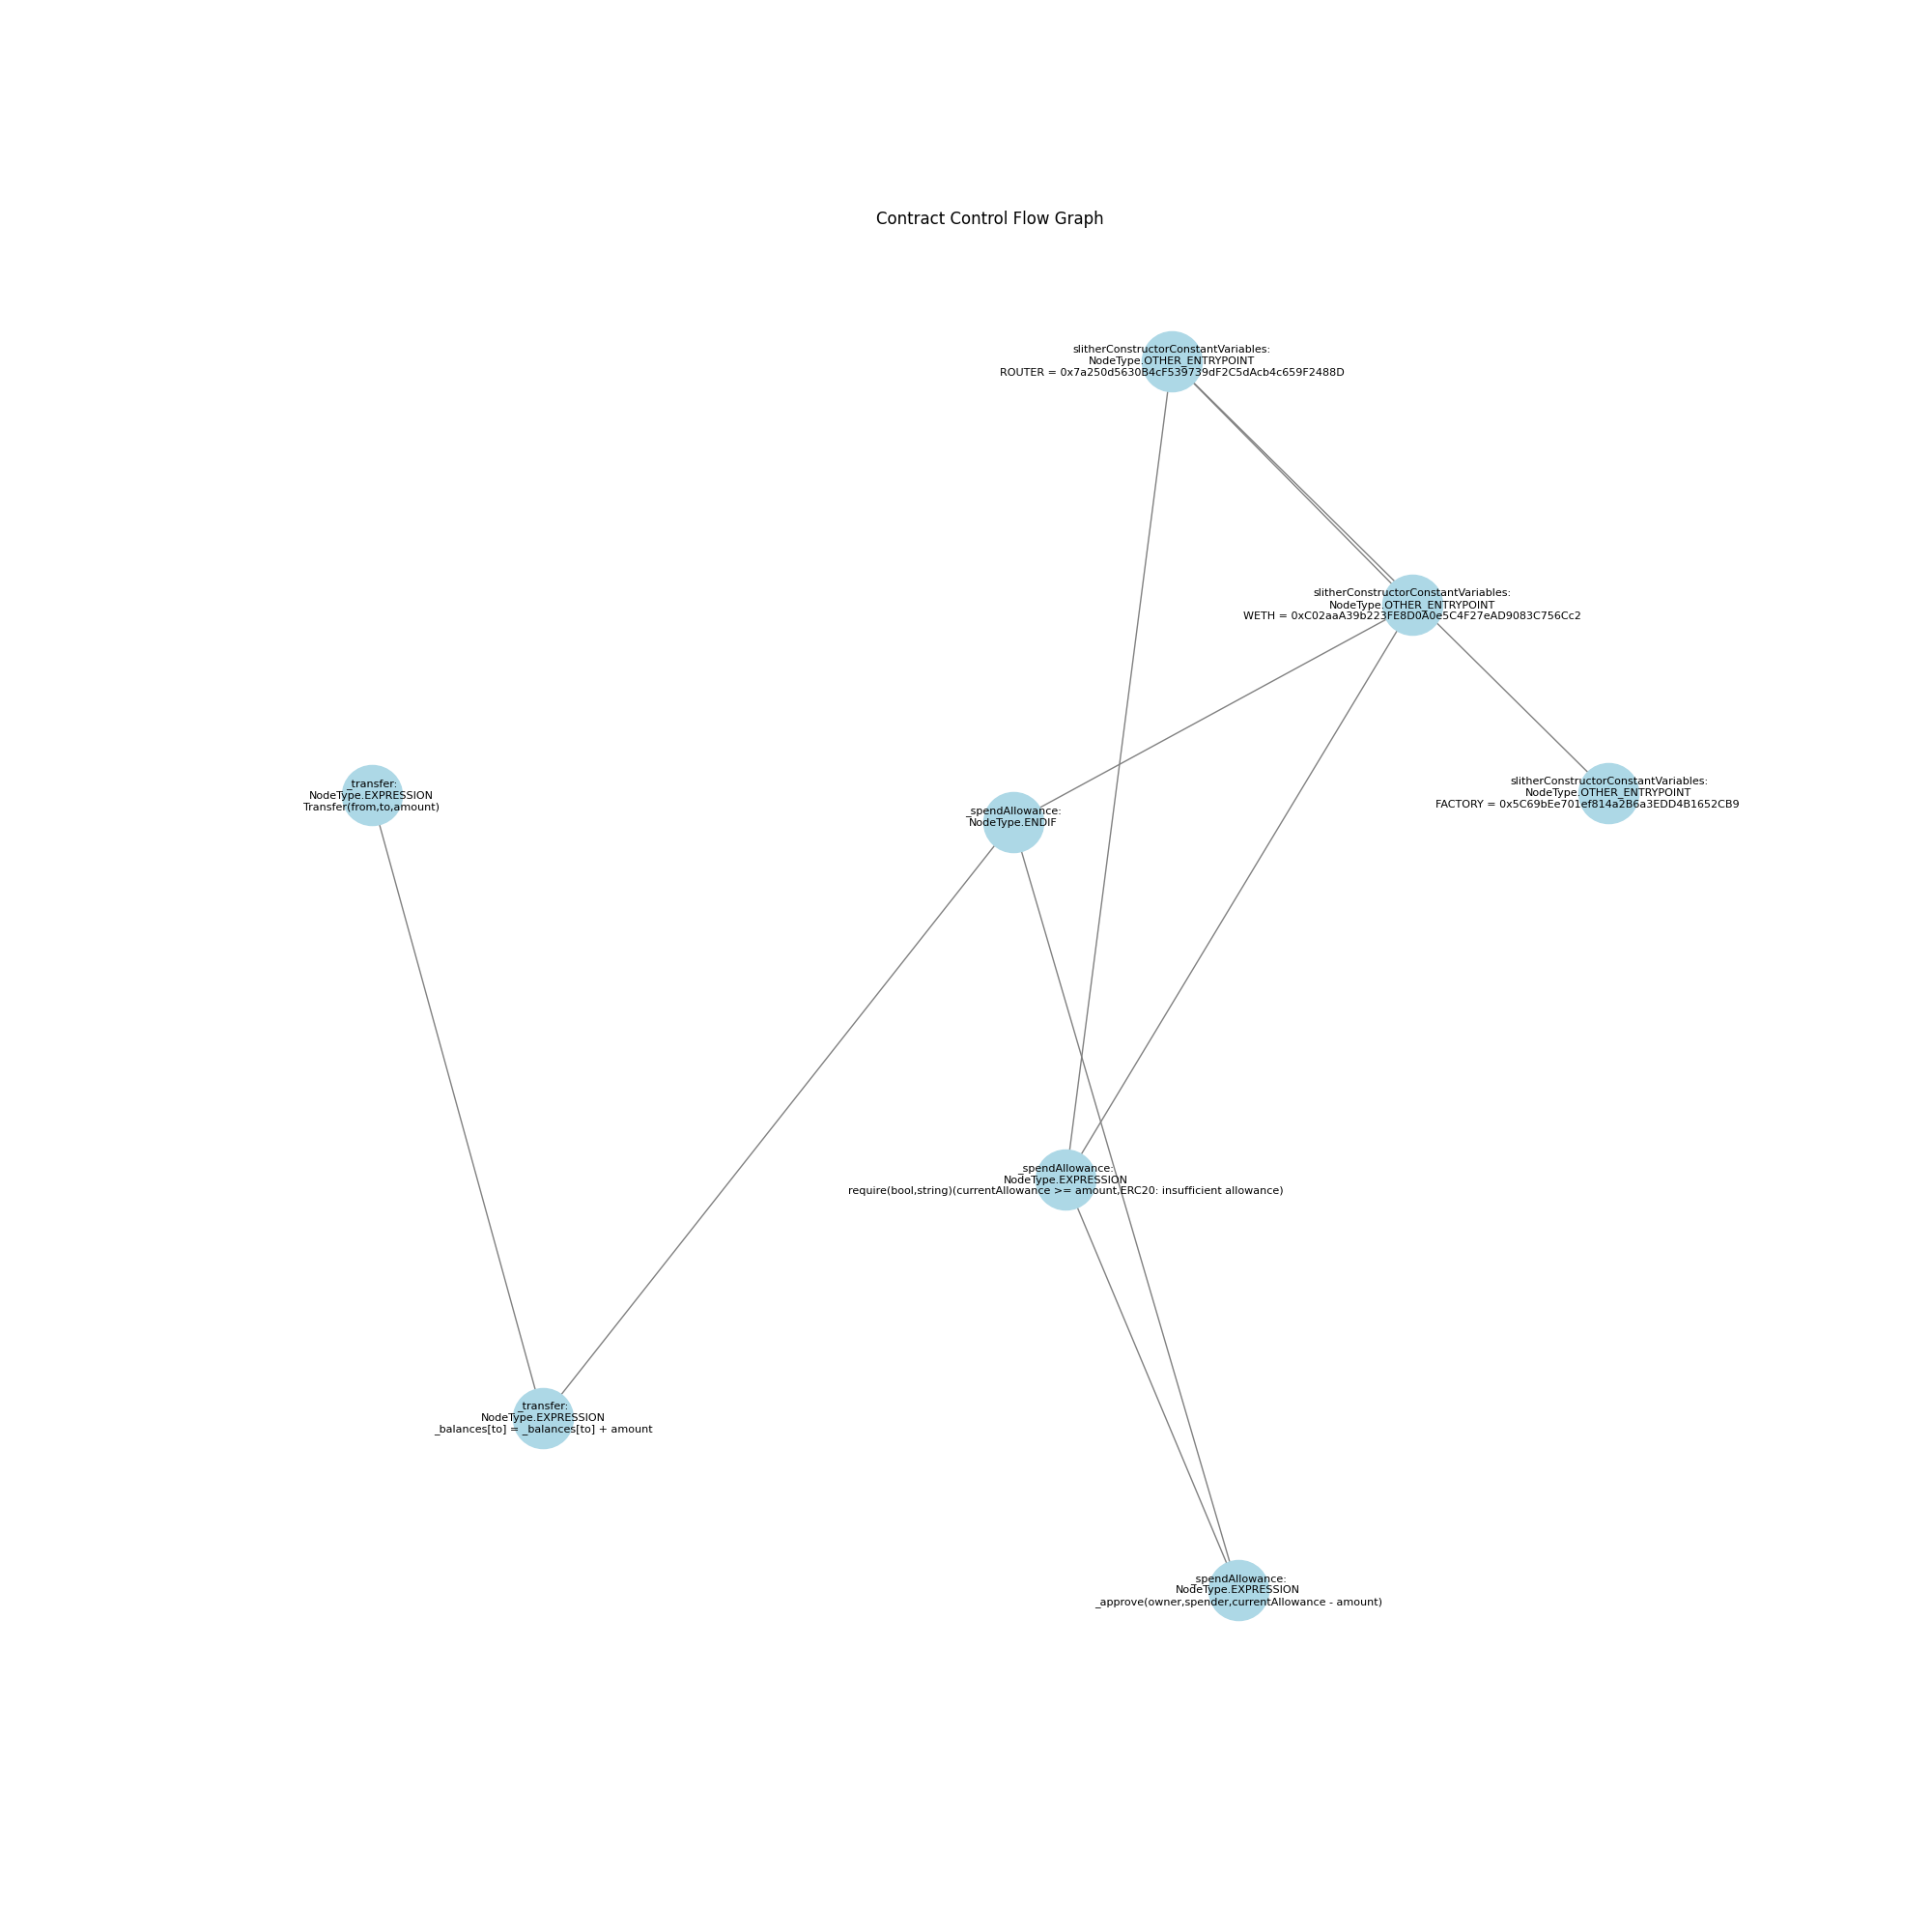 Contract Control Flow Graph
slitherConstructorConstantVariables:
NodeType.OTHER_ENTRYPOINT
ROUTER = 0x7a250d5630B4cF539739dF2C5dAcb4c659F2488D
slitherConstructorConstantVariables:
NodeType.OTHER_ENTRYPOINT
WETH = 0xC02aaA39b223FE8D0A0e5C4F27eAD9083C756Cc2
slitherConstructorConstantVariables:
NodeType.OTHER_ENTRYPOINT
FACTORY = 0x5C69bEe701ef814a2B6a3EDD4B1652CB9
_transfer:
NodeType.EXPRESSION
Transfer(from,to,amount)
_spendAllowance:
NodeType.ENDIF
_spendAllowance:
NodeType.EXPRESSION
require(bool,string)(currentAllowance >= amount,ERC20: insufficient allowance)
_transfer:
NodeType.EXPRESSION
_balances[to] = _balances[to] + amount
_spendAllowance:
NodeType.EXPRESSION
_approve(owner,spender,currentAllowance - amount)